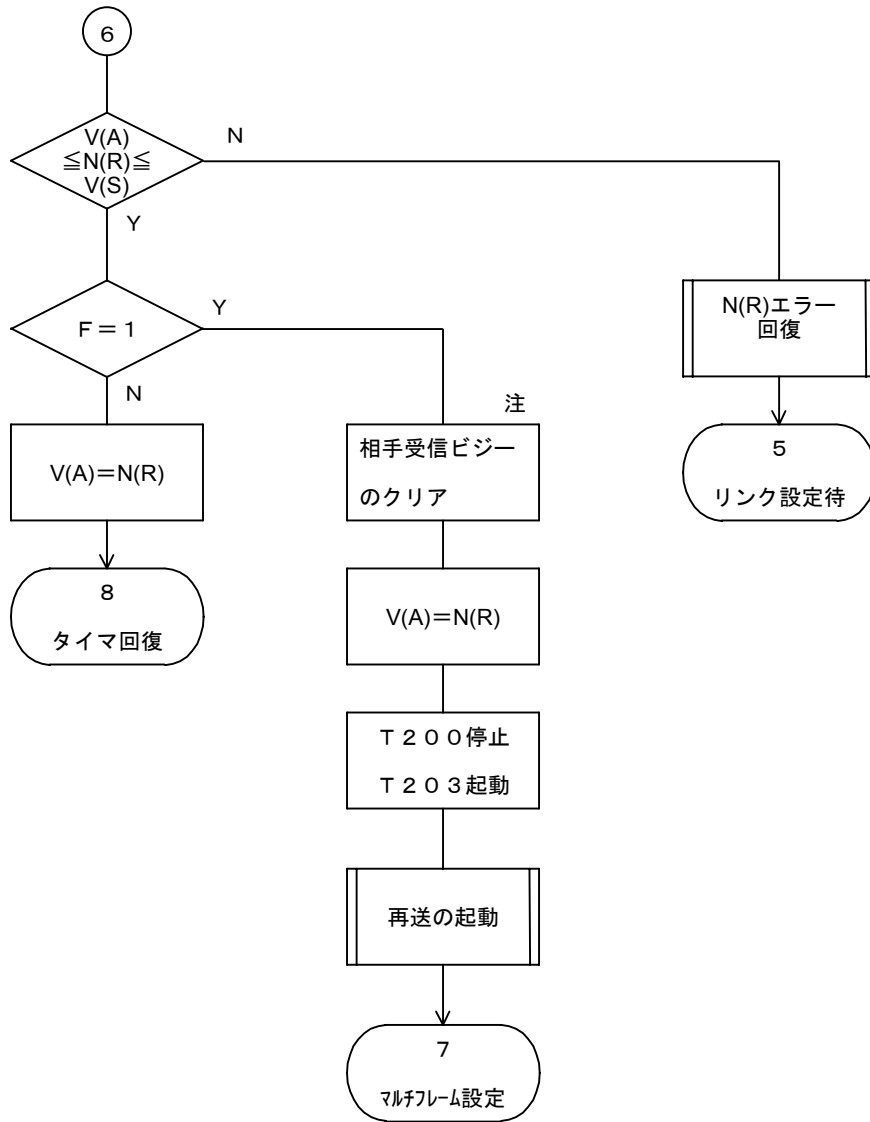 6
V(A)
≦N(R)≦
V(S)
N
Y
F＝1
Y
N
N(R)エラー
回復
注
V(A)＝N(R)
相手受信ビジー
のクリア
5
リンク設定待
8
タイマ回復
V(A)＝N(R)
Ｔ２００停止
Ｔ２０３起動
再送の起動
7
ﾏﾙﾁﾌﾚｰﾑ設定